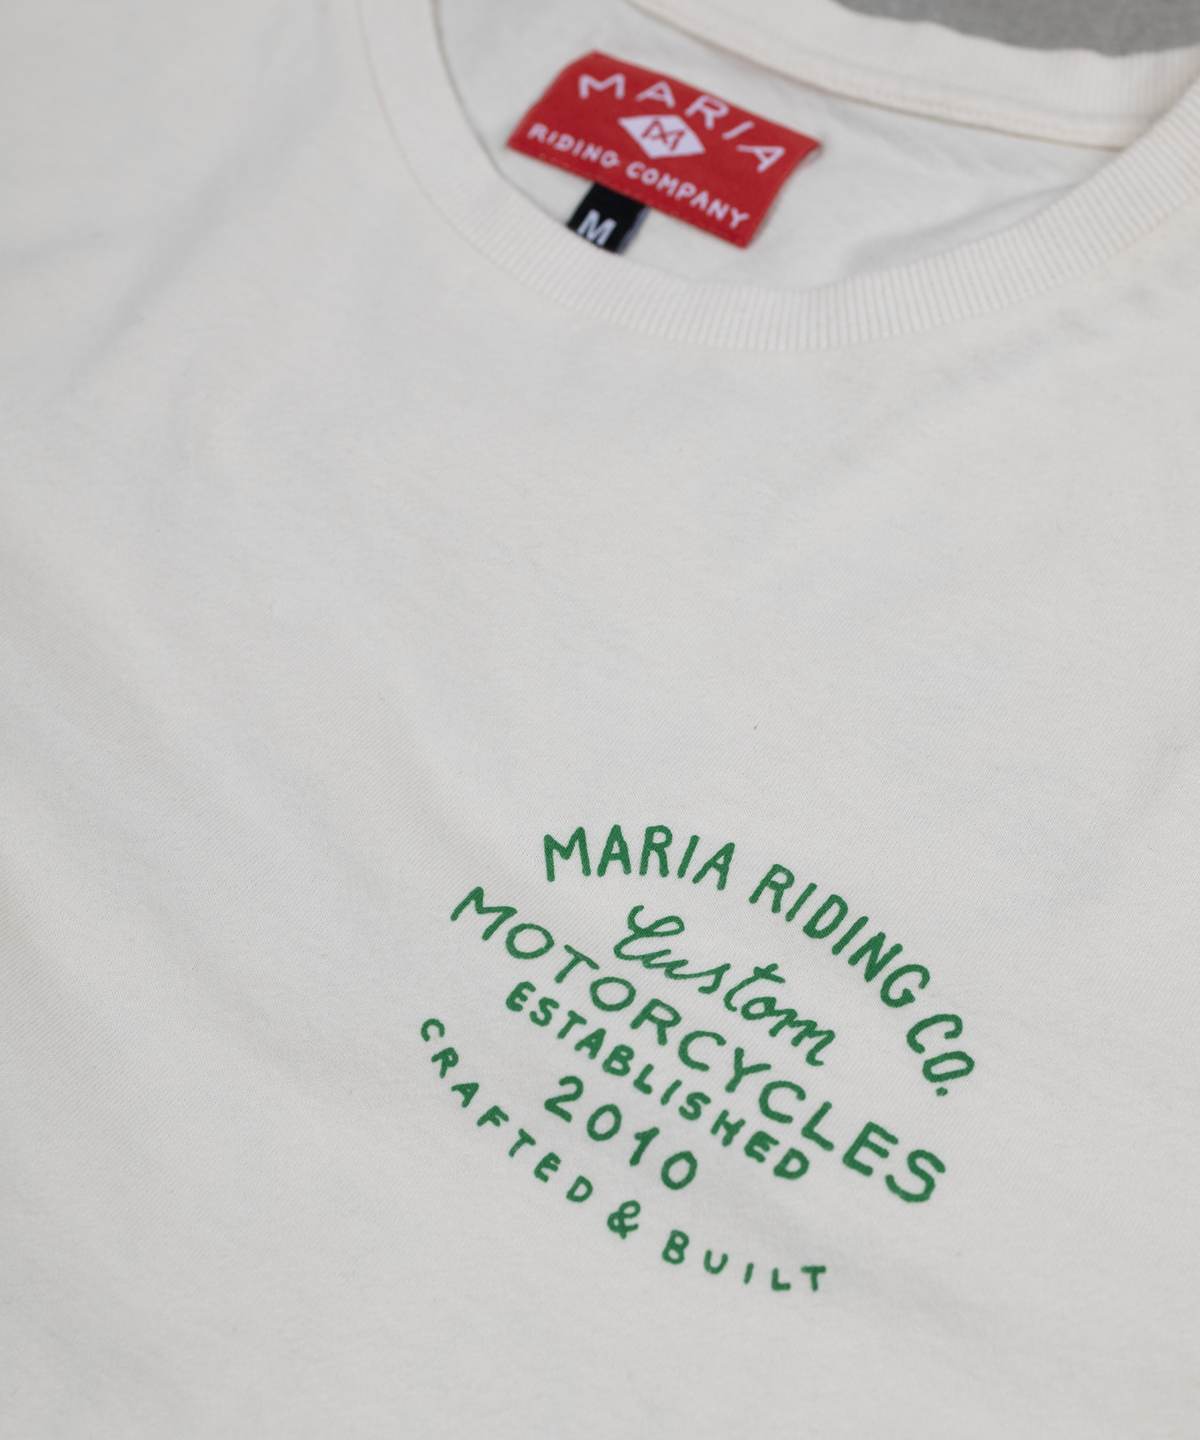 MARIA
M
RIDING COMPANY
M
MARIA RIDING CO.
Custom
MOTORCYCLES
ESTABLISHED
2010
CRAFTED & BUILT